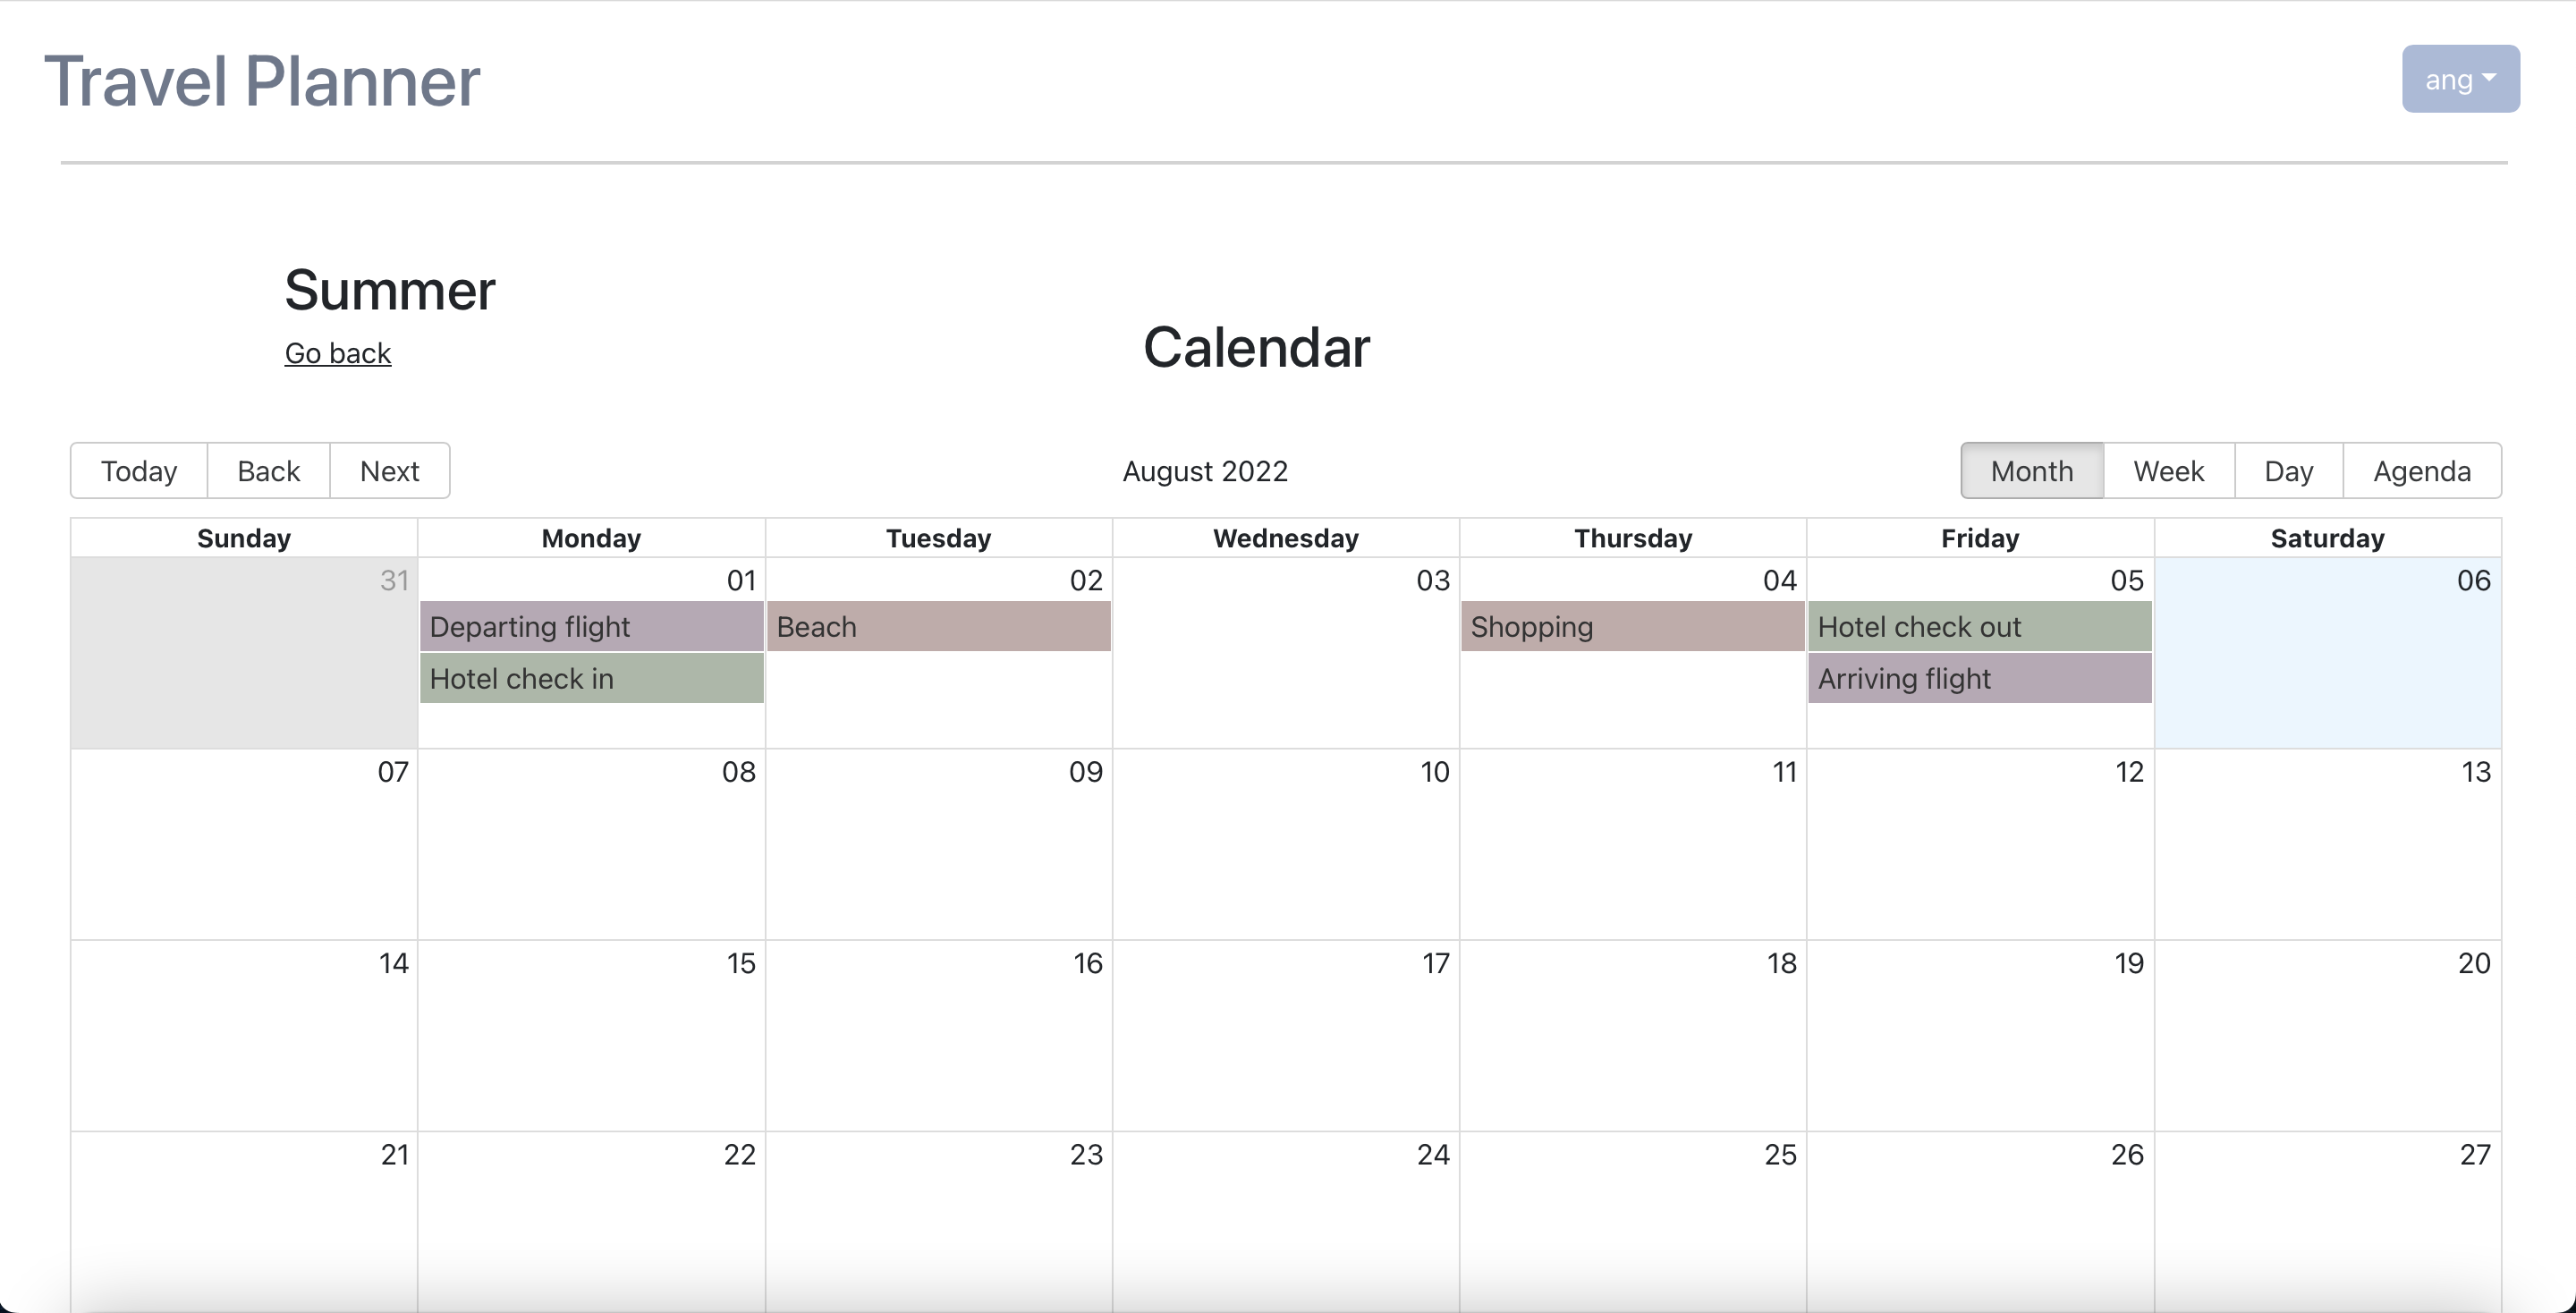 Travel Planner
ang
Summer
Go back
Calendar
Today Back Next
August 2022
Month Week Day Agenda
Sunday Monday Tuesday Wednesday Thursday Friday Saturday
31 01 02 03 04 05 06
Departing flight Beach Shopping Hotel check out
Hotel check in Arriving flight
07 08 09 10 11 12 13
14 15 16 17 18 19 20
21 22 23 24 25 26 27